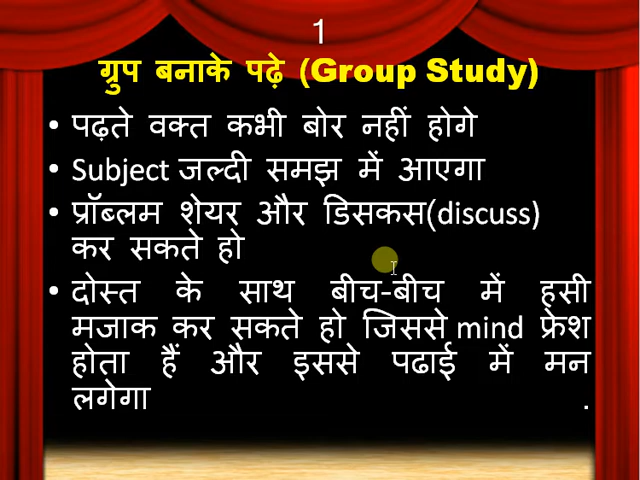 1
ग्रुप बनाके पढ़े (Group Study)
• पढ़ते वक्त कभी बोर नहीं होगे
• Subject जल्दी समझ में आएगा
• प्रॉब्लम शेयर और डिसकस(discuss)
कर सकते हो
• दोस्त के साथ बीच-बीच में हसी
मजाक कर सकते हो जिससे mind फ्रेश
होता हैं और इससे पढाई में मन
लगेगा .